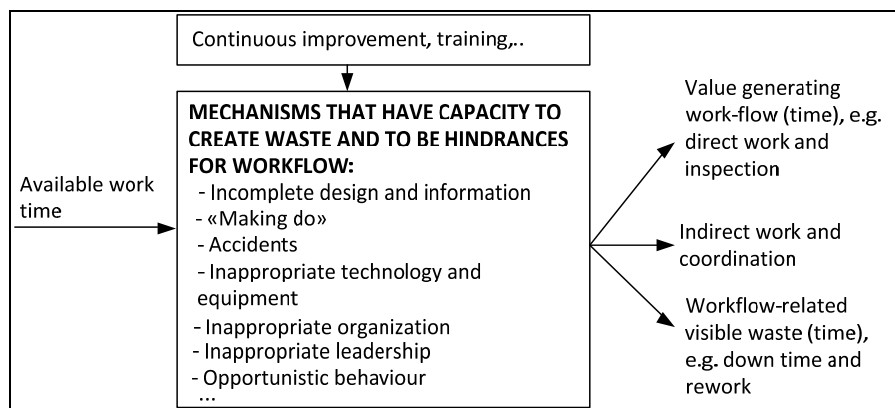 Continuous improvement, training,..
Available work
time
MECHANISMS THAT HAVE CAPACITY TO
CREATE WASTE AND TO BE HINDRANCES
FOR WORKFLOW:
- Incomplete design and information
- «Making do»
- Accidents
- Inappropriate technology and
equipment
- Inappropriate organization
- Inappropriate leadership
- Opportunistic behaviour
...
Value generating
work-flow (time), e.g.
direct work and
inspection
Indirect work and
coordination
Workflow-related
visible waste (time),
e.g. down time and
rework